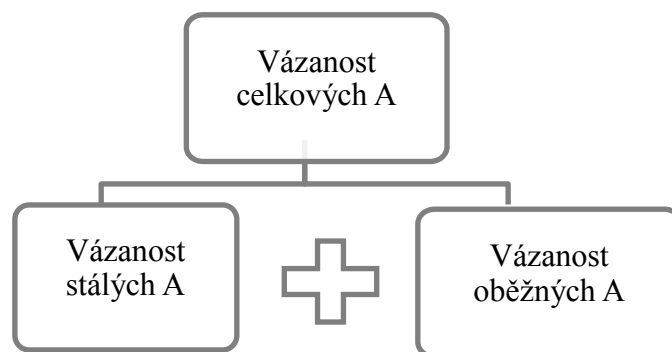 Vázanost
celkových A
Vázanost
stálých A
Vázanost
oběžných A